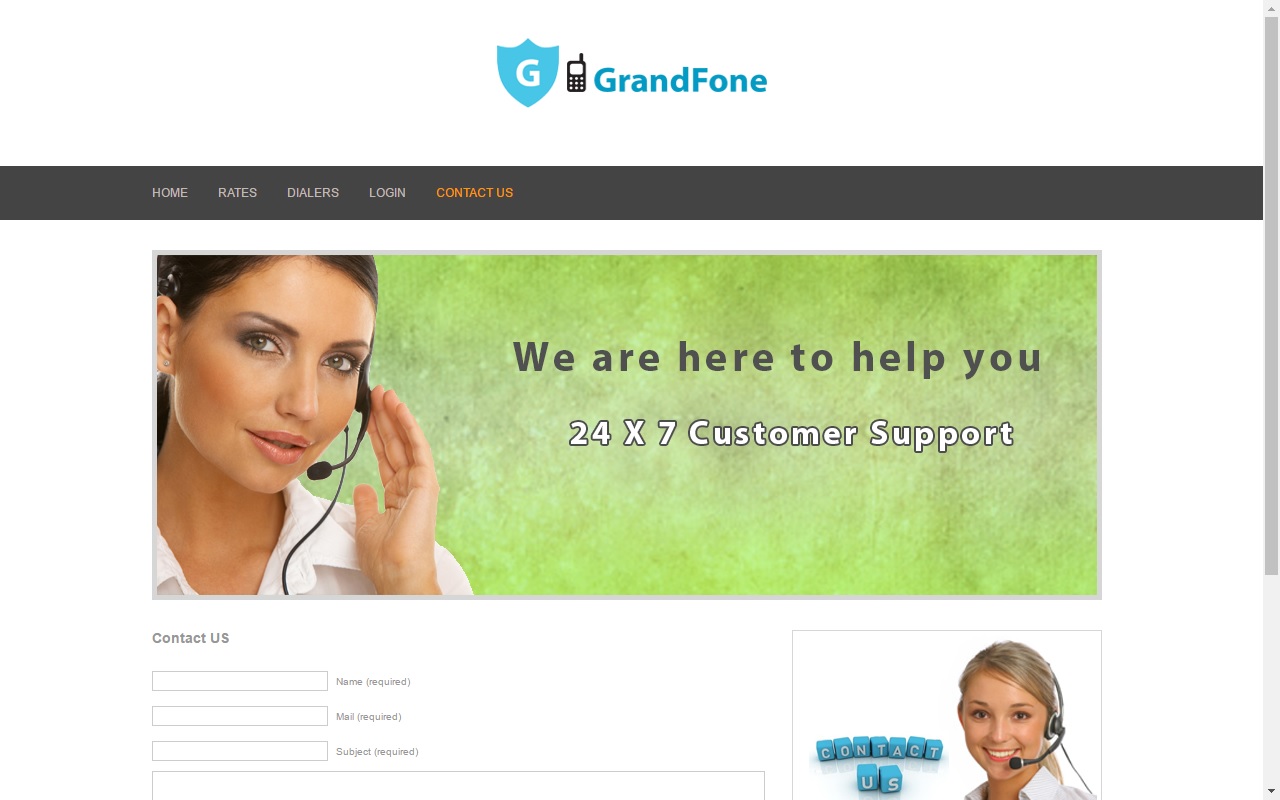 G GrandFone
HOME RATES DIALERS LOGIN CONTACT US
We are here to help you
24 X 7 Customer Support
Contact US
Name (required)
Mail (required)
Subject (required)
CONTACT
US